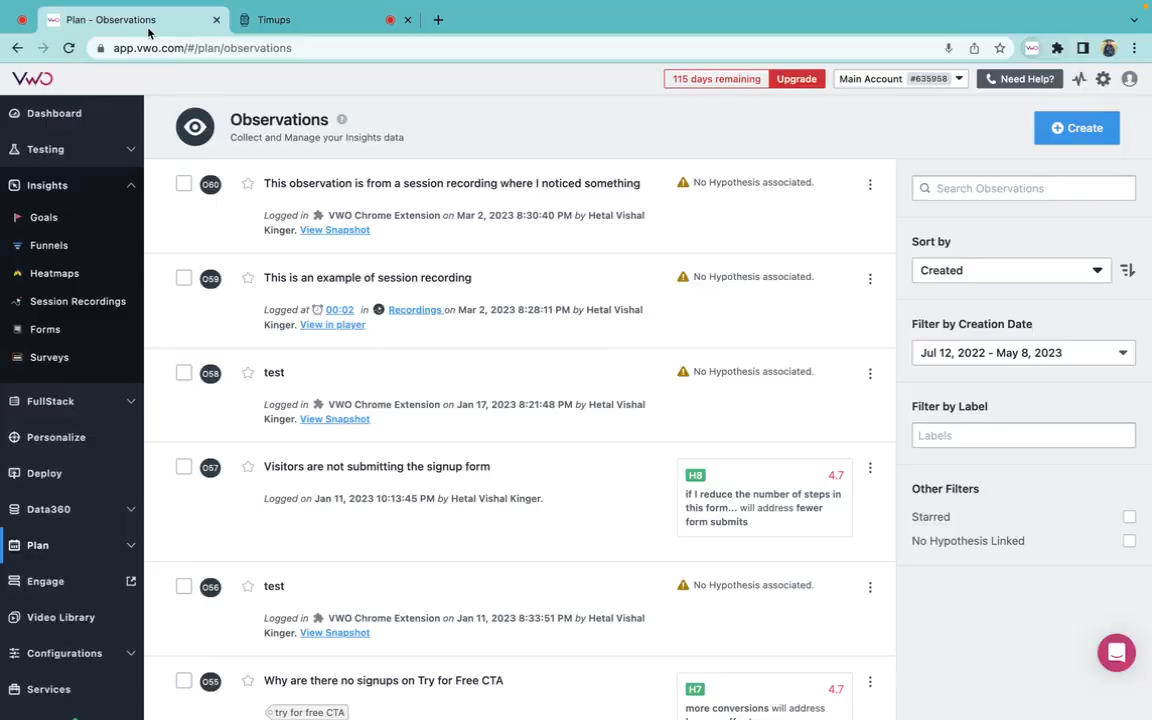 Plan - Observations
Timups
app.vwo.com/#/plan/observations
VWO
115 days remaining
Upgrade
Main Account #635958
Need Help?
Dashboard
Testing
Insights
Goals
Funnels
Heatmaps
Session Recordings
Forms
Surveys
FullStack
Personalize
Deploy
Data360
Plan
Engage
Video Library
Configurations
Services
Observations
Collect and Manage your Insights data
Create
O60
This observation is from a session recording where I noticed something
No Hypothesis associated.
Logged in VWO Chrome Extension on Mar 2, 2023 8:30:40 PM by Hetal Vishal
Kinger. View Snapshot
O59
This is an example of session recording
No Hypothesis associated.
Logged at 00:02 in Recordings on Mar 2, 2023 8:28:11 PM by Hetal Vishal
Kinger. View in player
O58
test
No Hypothesis associated.
Logged in VWO Chrome Extension on Jan 17, 2023 8:21:48 PM by Hetal Vishal
Kinger. View Snapshot
O57
Visitors are not submitting the signup form
Logged on Jan 11, 2023 10:13:45 PM by Hetal Vishal Kinger.
H8
4.7
if I reduce the number of steps in
this form... will address fewer
form submits
O56
test
No Hypothesis associated.
Logged in VWO Chrome Extension on Jan 11, 2023 8:33:51 PM by Hetal Vishal
Kinger. View Snapshot
O55
Why are there no signups on Try for Free CTA
try for free CTA
H7
4.7
more conversions will address
Search Observations
Sort by
Created
Filter by Creation Date
Jul 12, 2022 - May 8, 2023
Filter by Label
Labels
Other Filters
Starred
No Hypothesis Linked